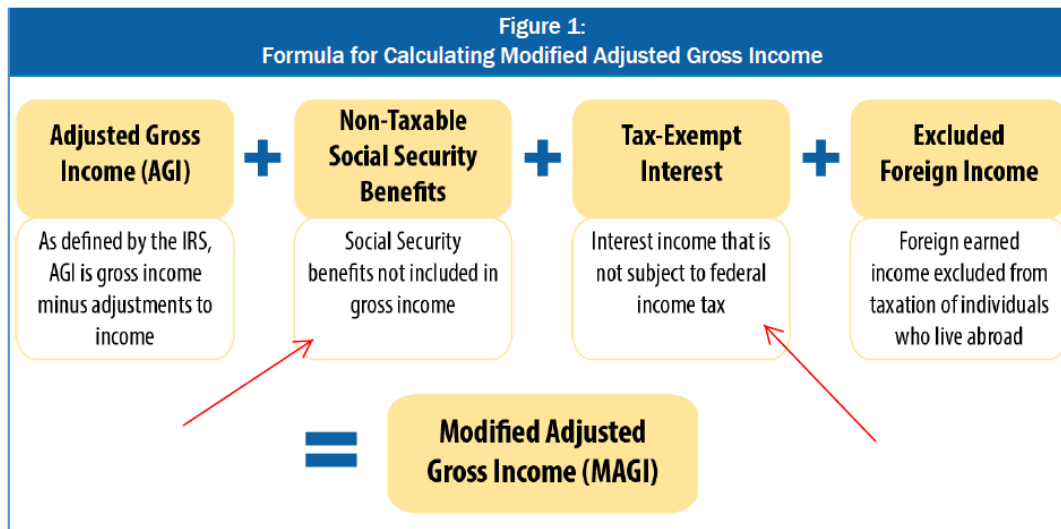 Figure 1:
Formula for Calculating Modified Adjusted Gross Income
Adjusted Gross
Income (AGI)
+
Non-Taxable
Social Security
Benefits
+
Tax-Exempt
Interest
+
Excluded
Foreign Income
As defined by the IRS,
AGI is gross income
minus adjustments to
income
Social Security
benefits not included in
gross income
Interest income that is
not subject to federal
income tax
Foreign earned
income excluded from
taxation of individuals
who live abroad
=
Modified Adjusted
Gross Income (MAGI)